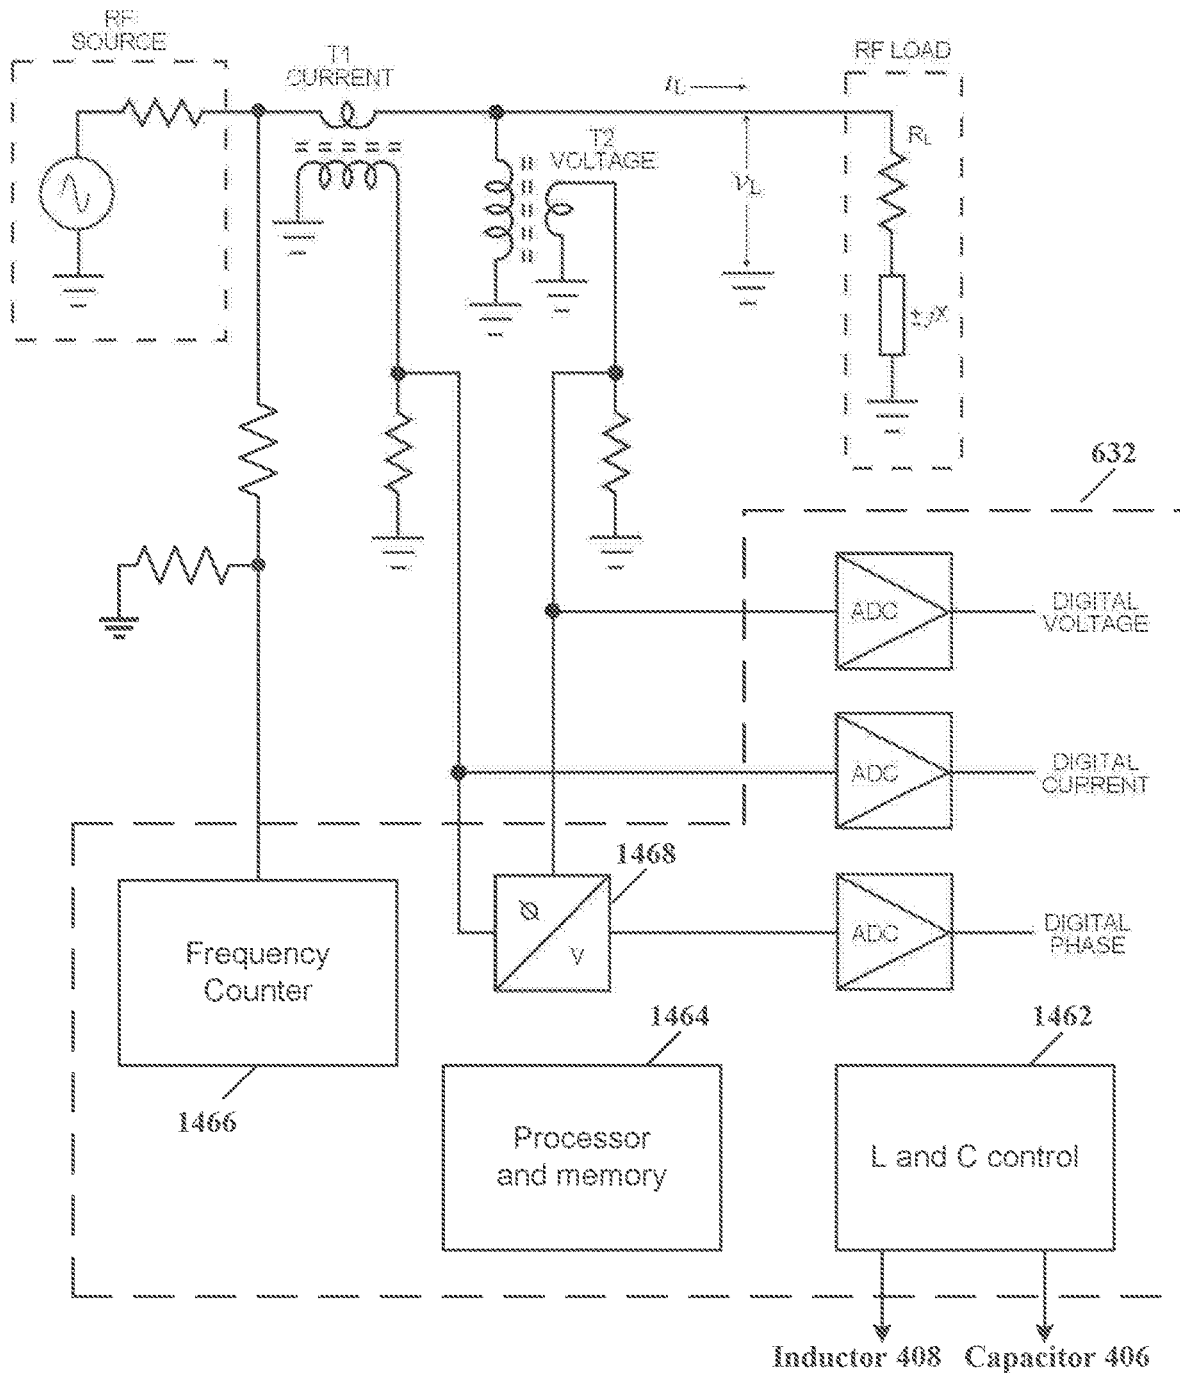 RF
SOURCE
T1
CURRENT
T2
VOLTAGE
iL
vL
RF LOAD
RL
± jX
632
ADC
DIGITAL
VOLTAGE
ADC
DIGITAL
CURRENT
1468
Ø
V
ADC
DIGITAL
PHASE
Frequency
Counter
1466
1464
Processor
and memory
1462
L and C control
Inductor 408
Capacitor 406